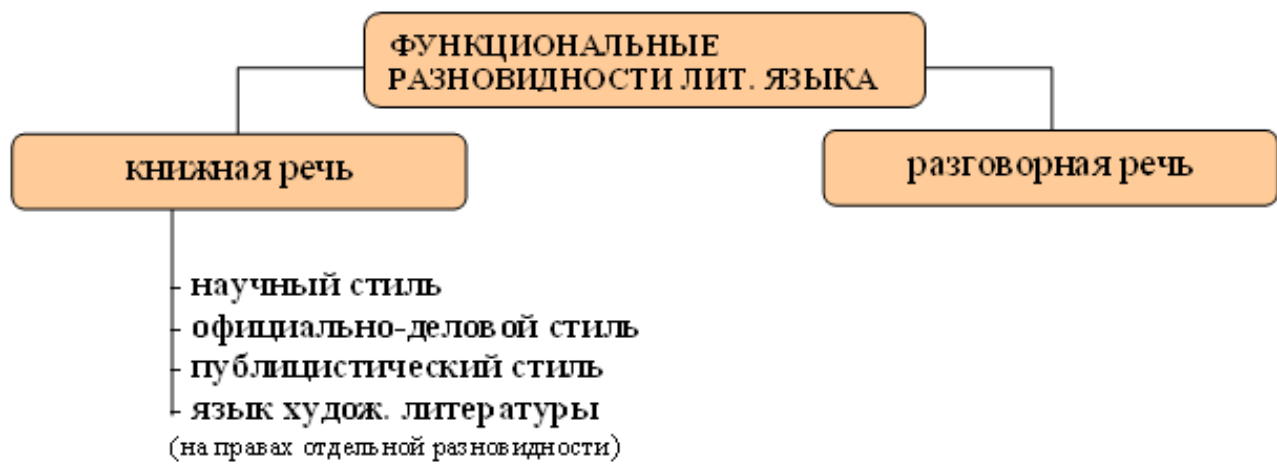 ФУНКЦИОНАЛЬНЫЕ
РАЗНОВИДНОСТИ ЛИТ. ЯЗЫКА
книжная речь
разговорная речь
- научный стиль
- официально-деловой стиль
- публицистический стиль
- язык худож. литературы
(на правах отдельной разновидности)